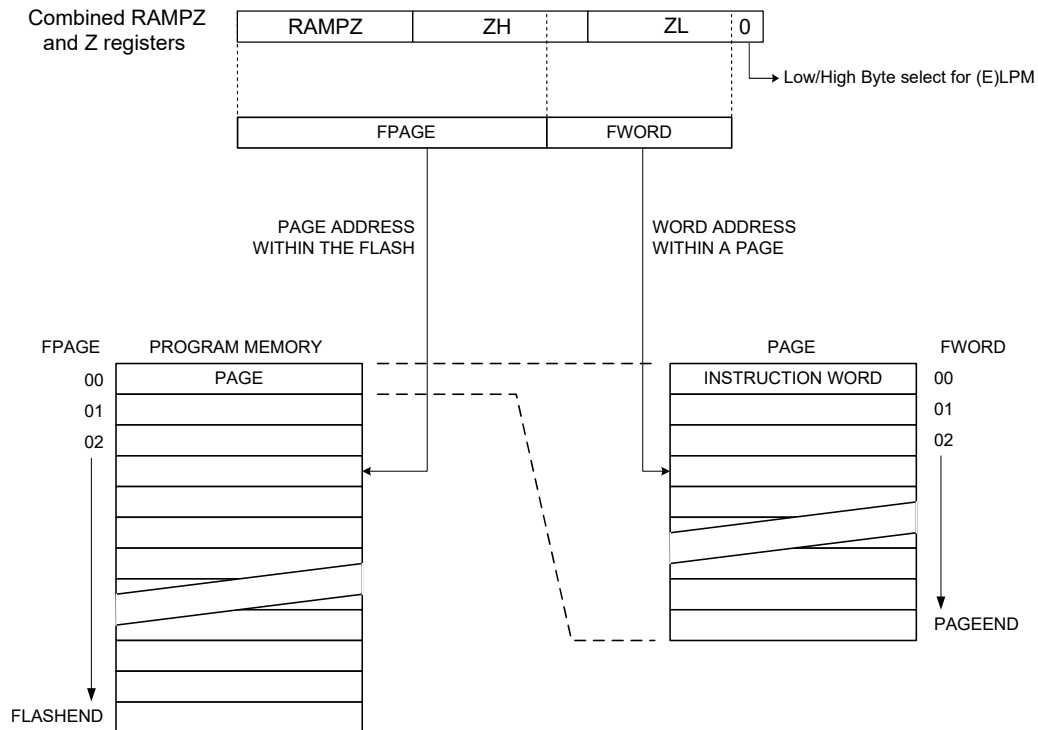 Combined RAMPZ
and Z registers
RAMPZ ZH ZL 0
Low/High Byte select for (E)LPM
FPAGE FWORD
PAGE ADDRESS
WITHIN THE FLASH
WORD ADDRESS
WITHIN A PAGE
FPAGE PROGRAM MEMORY
00 PAGE
01
02
FLASHEND
PAGE FWORD
INSTRUCTION WORD 00
01
02
PAGEEND